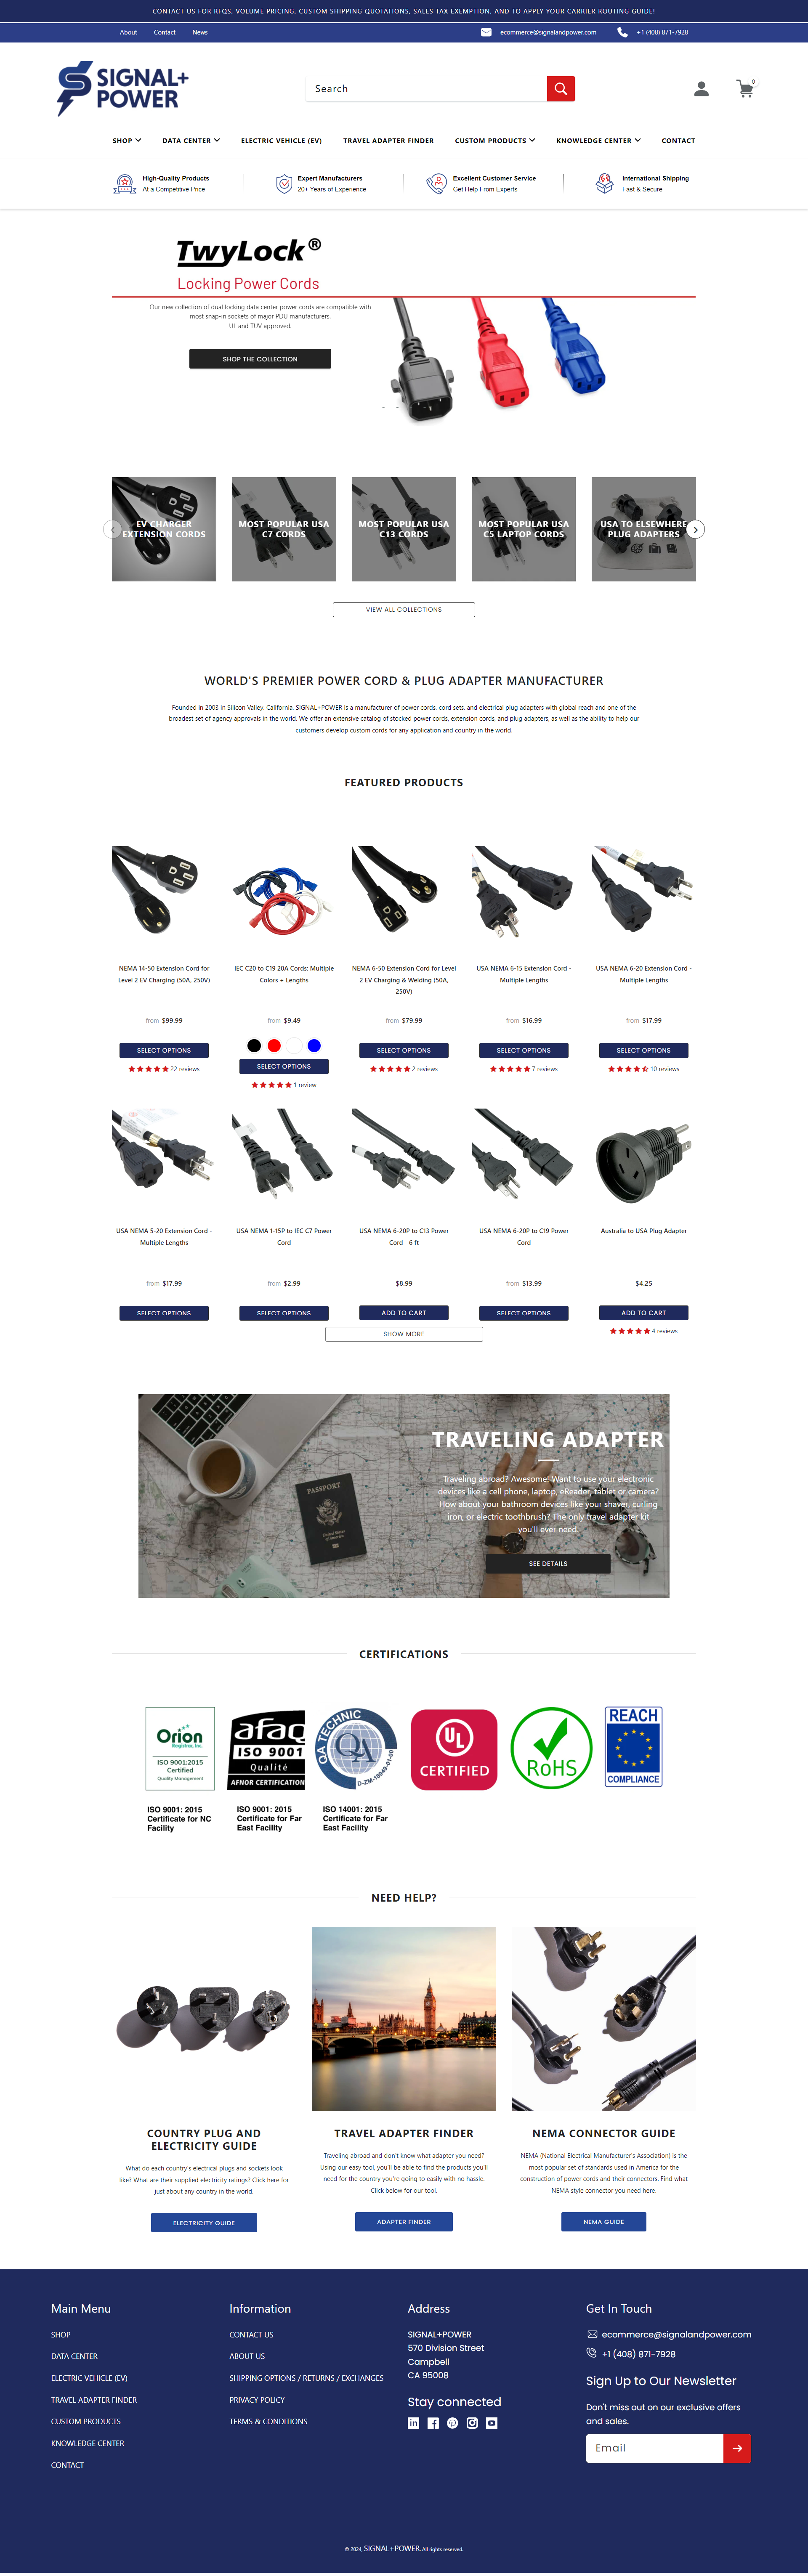 CONTACT US FOR RFQS, VOLUME PRICING, CUSTOM SHIPPING QUOTATIONS, SALES TAX EXEMPTION, AND TO APPLY YOUR CARRIER ROUTING GUIDE!
About Contact News ecommerce@signalandpower.com +1 (408) 871-7928
SIGNAL+
POWER
Search
0
SHOP DATA CENTER ELECTRIC VEHICLE (EV) TRAVEL ADAPTER FINDER CUSTOM PRODUCTS KNOWLEDGE CENTER CONTACT
High-Quality Products
At a Competitive Price
Expert Manufacturers
20+ Years of Experience
Excellent Customer Service
Get Help From Experts
International Shipping
Fast & Secure
TwyLock®
Locking Power Cords
Our new collection of dual locking data center power cords are compatible with
most snap-in sockets of major PDU manufacturers.
UL and TUV approved.
SHOP THE COLLECTION
EV CHARGER
EXTENSION CORDS
MOST POPULAR USA
C7 CORDS
MOST POPULAR USA
C13 CORDS
MOST POPULAR USA
C5 LAPTOP CORDS
USA TO ELSEWHERE
PLUG ADAPTERS
VIEW ALL COLLECTIONS
WORLD'S PREMIER POWER CORD & PLUG ADAPTER MANUFACTURER
Founded in 2003 in Silicon Valley, California, SIGNAL+POWER is a manufacturer of power cords, cord sets, and electrical plug adapters with global reach and one of the
broadest set of agency approvals in the world. We offer an extensive catalog of stocked power cords, extension cords, and plug adapters, as well as the ability to help our
customers develop custom cords for any application and country in the world.
FEATURED PRODUCTS
NEMA 14-50 Extension Cord for
Level 2 EV Charging (50A, 250V)
from $99.99
SELECT OPTIONS
22 reviews
IEC C20 to C19 20A Cords: Multiple
Colors + Lengths
from $9.49
SELECT OPTIONS
1 review
NEMA 6-50 Extension Cord for Level
2 EV Charging & Welding (50A,
250V)
from $79.99
SELECT OPTIONS
2 reviews
USA NEMA 6-15 Extension Cord -
Multiple Lengths
from $16.99
SELECT OPTIONS
7 reviews
USA NEMA 6-20 Extension Cord -
Multiple Lengths
from $17.99
SELECT OPTIONS
10 reviews
USA NEMA 5-20 Extension Cord -
Multiple Lengths
from $17.99
SELECT OPTIONS
USA NEMA 1-15P to IEC C7 Power
Cord
from $2.99
SELECT OPTIONS
USA NEMA 6-20P to C13 Power
Cord - 6 ft
$8.99
ADD TO CART
USA NEMA 6-20P to C19 Power
Cord
from $13.99
SELECT OPTIONS
Australia to USA Plug Adapter
$4.25
ADD TO CART
4 reviews
SHOW MORE
PASSPORT
United States
of America
TRAVELING ADAPTER
Traveling abroad? Awesome! Want to use your electronic
devices like a cell phone, laptop, eReader, tablet or camera?
How about your bathroom devices like your shaver, curling
iron, or electric toothbrush? The only travel adapter kit
you'll ever need.
SEE DETAILS
CERTIFICATIONS
Orion
Registrar, Inc.
ISO 9001:2015
Certified
Quality Management
ISO 9001: 2015
Certificate for NC
Facility
afaq
ISO 9001
Qualité
AFNOR CERTIFICATION
ISO 9001: 2015
Certificate for Far
East Facility
QA TECHNIC
QA
D-ZM-18949-01-00
ISO 14001: 2015
Certificate for Far
East Facility
UL
CERTIFIED
RoHS
REACH
COMPLIANCE
NEED HELP?
COUNTRY PLUG AND
ELECTRICITY GUIDE
What do each country's electrical plugs and sockets look
like? What are their supplied electricity ratings? Click here for
just about any country in the world.
ELECTRICITY GUIDE
TRAVEL ADAPTER FINDER
Traveling abroad and don't know what adapter you need?
Using our easy tool, you'll be able to find the products you'll
need for the country you're going to easily with no hassle.
Click below for our tool.
ADAPTER FINDER
NEMA CONNECTOR GUIDE
NEMA (National Electrical Manufacturer's Association) is the
most popular set of standards used in America for the
construction of power cords and their connectors. Find what
NEMA style connector you need here.
NEMA GUIDE
Main Menu
SHOP
DATA CENTER
ELECTRIC VEHICLE (EV)
TRAVEL ADAPTER FINDER
CUSTOM PRODUCTS
KNOWLEDGE CENTER
CONTACT
Information
CONTACT US
ABOUT US
SHIPPING OPTIONS / RETURNS / EXCHANGES
PRIVACY POLICY
TERMS & CONDITIONS
Address
SIGNAL+POWER
570 Division Street
Campbell
CA 95008
Stay connected
Get In Touch
ecommerce@signalandpower.com
+1 (408) 871-7928
Sign Up to Our Newsletter
Don't miss out on our exclusive offers
and sales.
Email
© 2024, SIGNAL+POWER. All rights reserved.